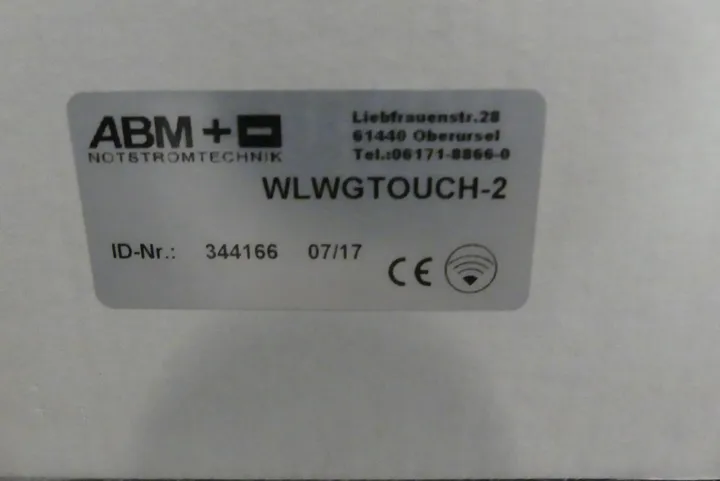 ABM +-
NOTSTROMTECHNIK
Liebfrauenstr.28
61440 Oberursel
Tel.:06171-8866-0
WLWGTOUCH-2
ID-Nr.: 344166 07/17
CE